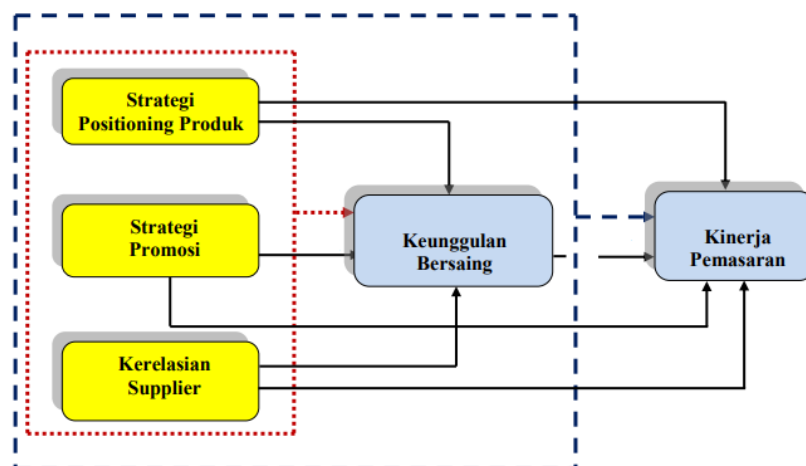 Strategi
Positioning Produk
Strategi
Promosi
Keunggulan
Bersaing
Kinerja
Pemasaran
Kerelasian
Supplier